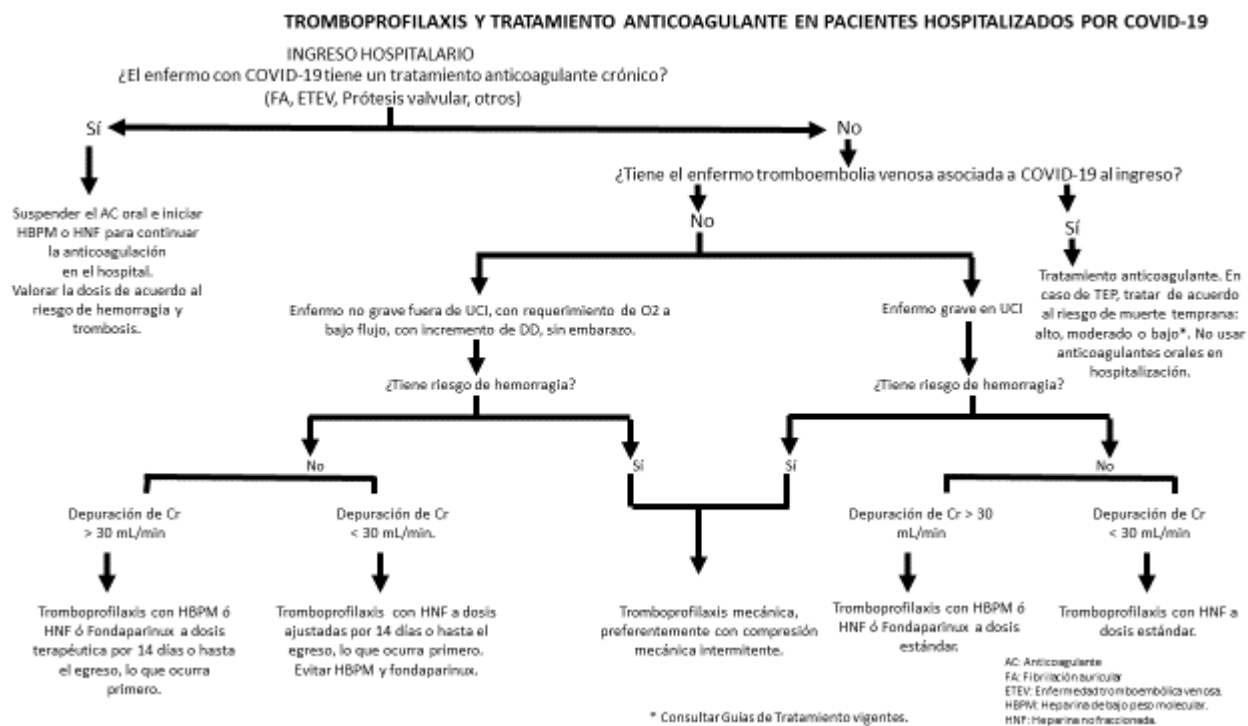 TROMBOPROFILAXIS Y TRATAMIENTO ANTICOAGULANTE EN PACIENTES HOSPITALIZADOS POR COVID-19
INGRESO HOSPITALARIO
¿El enfermo con COVID-19 tiene un tratamiento anticoagulante crónico?
(FA, ETEV, Prótesis valvular, otros)
Sí
No
¿Tiene el enfermo tromboembolia venosa asociada a COVID-19 al ingreso?
Suspender el AC oral e iniciar
HBPM o HNF para continuar
la anticoagulación
en el hospital.
Valorar la dosis de acuerdo al
riesgo de hemorragia y
trombosis.
No
Sí
Tratamiento anticoagulante. En
caso de TEP, tratar de acuerdo
al riesgo de muerte temprana:
alto, moderado o bajo*. No usar
anticoagulantes orales en
hospitalización.
Enfermo no grave fuera de UCI, con requerimiento de O2 a
bajo flujo, con incremento de DD, sin embarazo.
Enfermo grave en UCI
¿Tiene riesgo de hemorragia?
¿Tiene riesgo de hemorragia?
No
Sí
Sí
No
Depuración de Cr
> 30 mL/min
Depuración de Cr
< 30 mL/min.
Depuración de Cr > 30
mL/min
Depuración de Cr
< 30 mL/min
Tromboprofilaxis con HBPM ó
HNF ó Fondaparinux a dosis
terapéutica por 14 días o hasta
el egreso, lo que ocurra
primero.
Tromboprofilaxis con HNF a dosis
ajustadas por 14 días o hasta el
egreso, lo que ocurra primero.
Evitar HBPM y fondaparinux.
Tromboprofilaxis mecánica,
preferentemente con compresión
mecánica intermitente.
Tromboprofilaxis con HBPM ó
HNF ó Fondaparinux a dosis
estándar.
Tromboprofilaxis con HNF a
dosis estándar.
AC: Anticoagulante
FA: Fibrilación auricular
ETEV: Enfermedad tromboembólica venosa.
HBPM: Heparina de bajo peso molecular.
HNF: Heparina no fraccionada.
* Consultar Guías de Tratamiento vigentes.